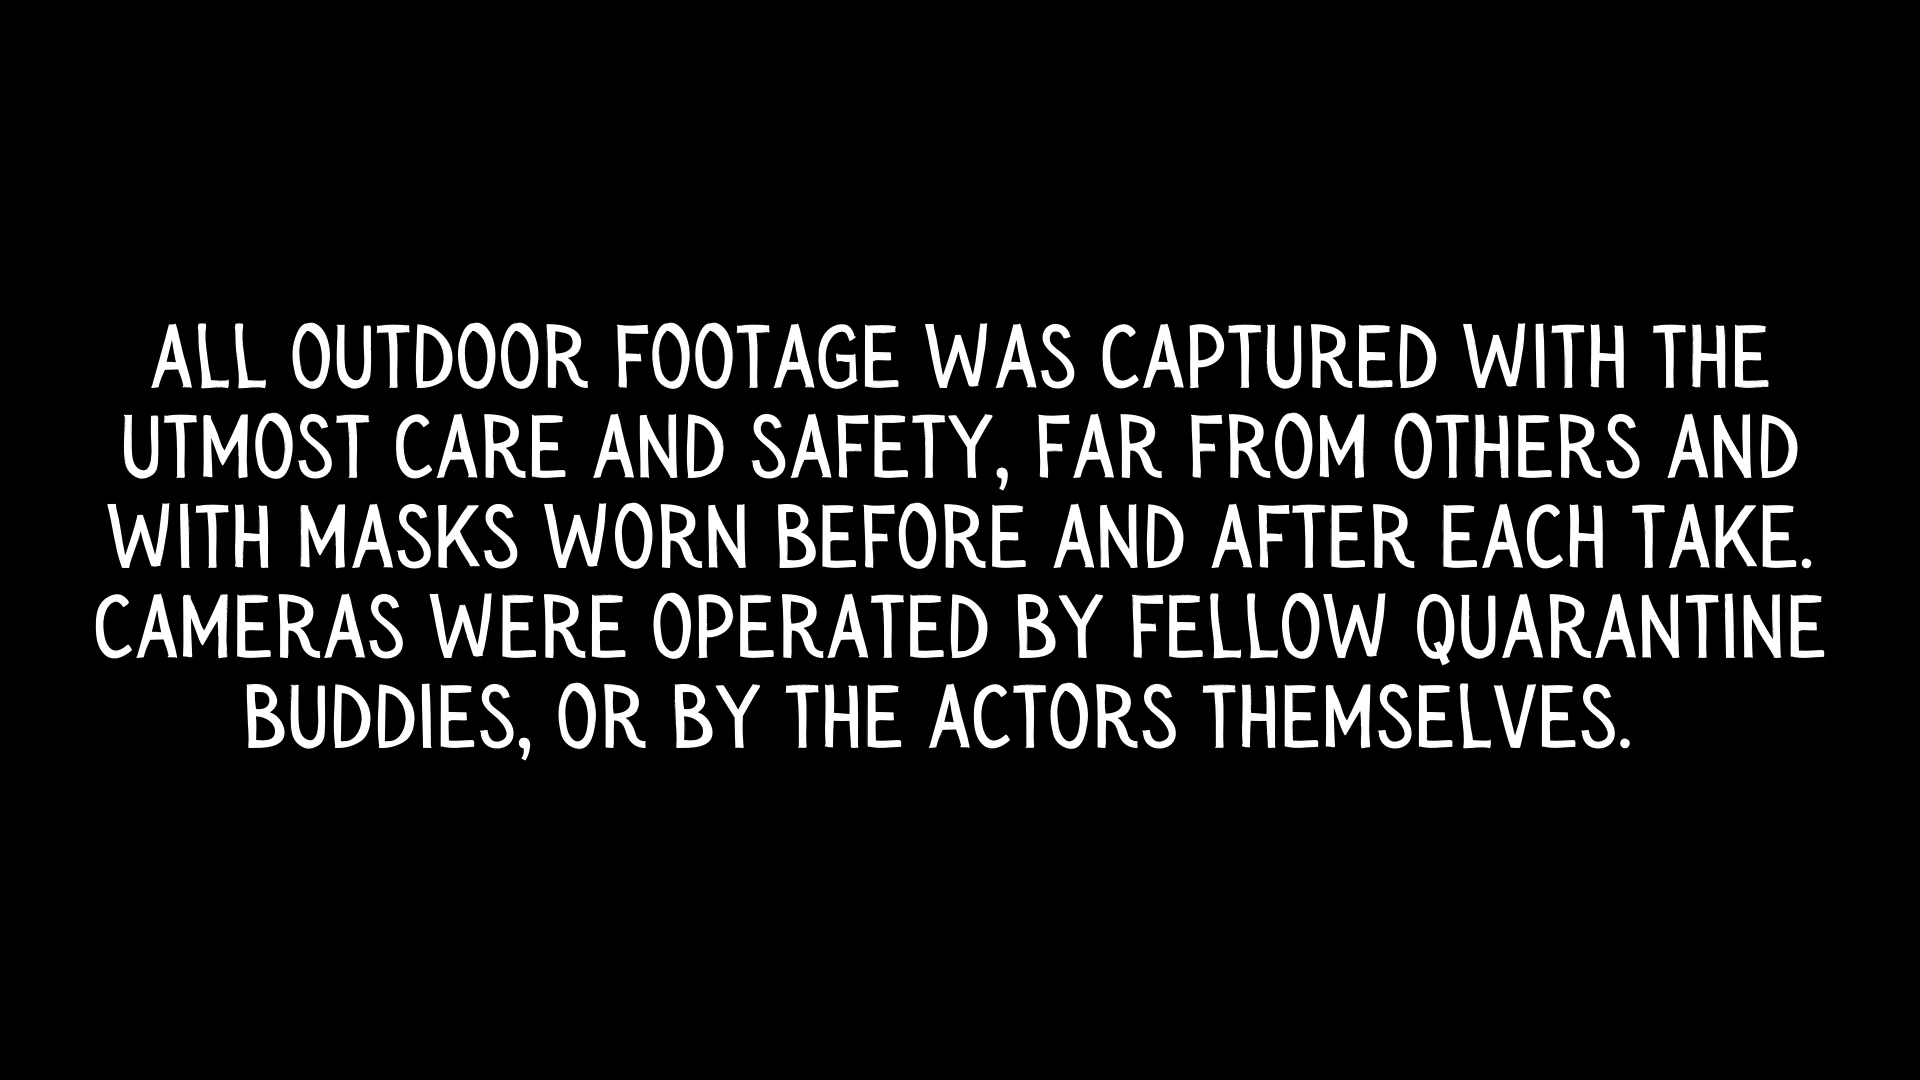 ALL OUTDOOR FOOTAGE WAS CAPTURED WITH THE
UTMOST CARE AND SAFETY, FAR FROM OTHERS AND
WITH MASKS WORN BEFORE AND AFTER EACH TAKE.
CAMERAS WERE OPERATED BY FELLOW QUARANTINE
BUDDIES, OR BY THE ACTORS THEMSELVES.